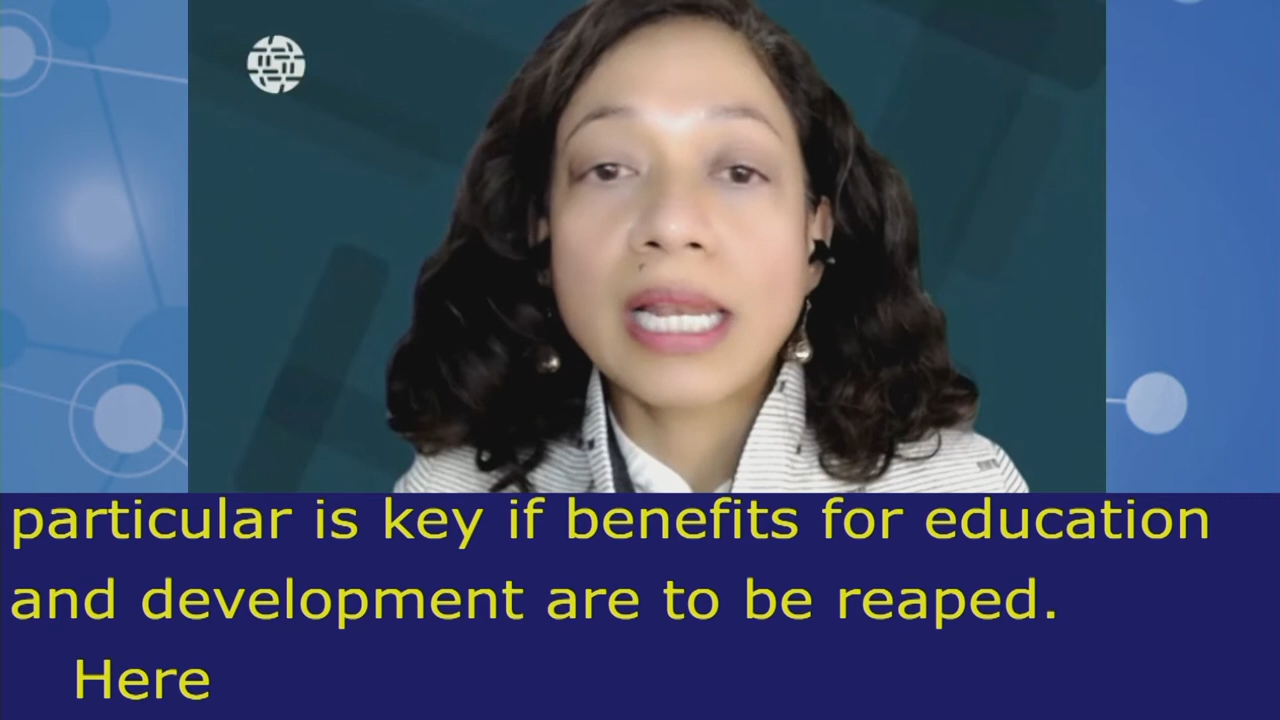 particular is key if benefits for education
and development are to be reaped.
Here